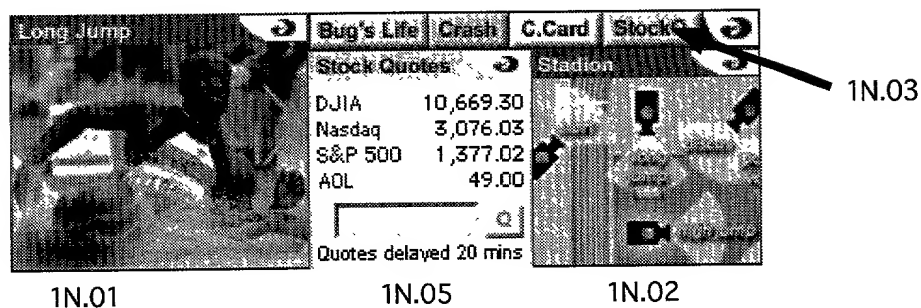 Long Jump
Bug's Life Crash C.Card StockQ
Stock Quotes
Stadion
1N.03
DJIA 10,669.30
Nasdaq 3,076.03
S&P 500 1,377.02
AOL 49.00
Q
Quotes delayed 20 mins
1N.01 1N.05 1N.02